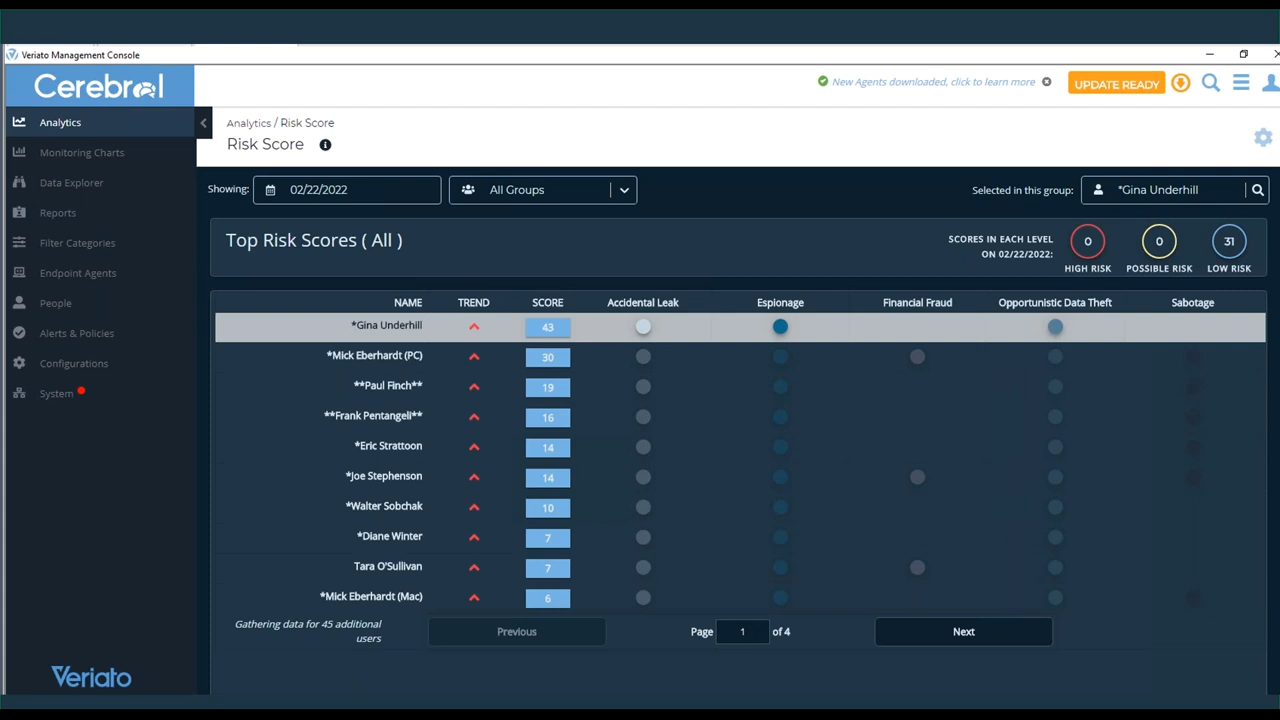 Veriato Management Console
Cerebral
New Agents downloaded, click to learn more
UPDATE READY
Analytics
Monitoring Charts
Data Explorer
Reports
Filter Categories
Endpoint Agents
People
Alerts & Policies
Configurations
System
Veriato
Analytics / Risk Score
Risk Score
Showing: 02/22/2022 All Groups Selected in this group: *Gina Underhill
Top Risk Scores ( All )
SCORES IN EACH LEVEL
ON 02/22/2022:
0 0 31
HIGH RISK POSSIBLE RISK LOW RISK
NAME TREND SCORE Accidental Leak Espionage Financial Fraud Opportunistic Data Theft Sabotage
*Gina Underhill 43
*Mick Eberhardt (PC) 30
**Paul Finch** 19
**Frank Pentangeli** 16
*Eric Strattoon 14
*Joe Stephenson 14
*Walter Sobchak 10
*Diane Winter 7
Tara O'Sullivan 7
*Mick Eberhardt (Mac) 6
Gathering data for 45 additional
users
Previous Page 1 of 4 Next